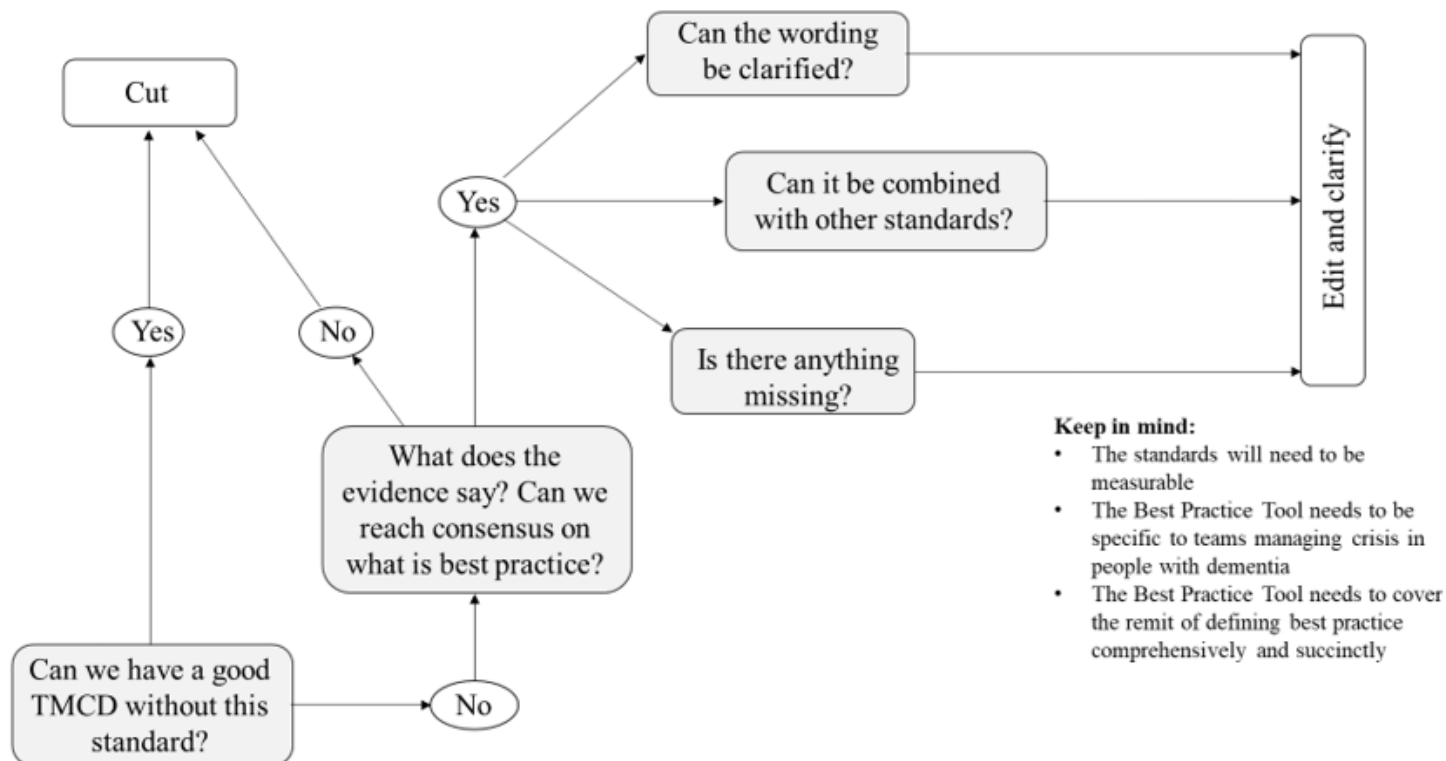 Can the wording
be clarified?
Cut
Edit and clarify
Can it be combined
with other standards?
Yes
Yes
No
Is there anything
missing?
What does the
evidence say? Can we
reach consensus on
what is best practice?
Keep in mind:
• The standards will need to be
measurable
• The Best Practice Tool needs to be
specific to teams managing crisis in
people with dementia
• The Best Practice Tool needs to cover
the remit of defining best practice
comprehensively and succinctly
Can we have a good
TMCD without this
standard?
No